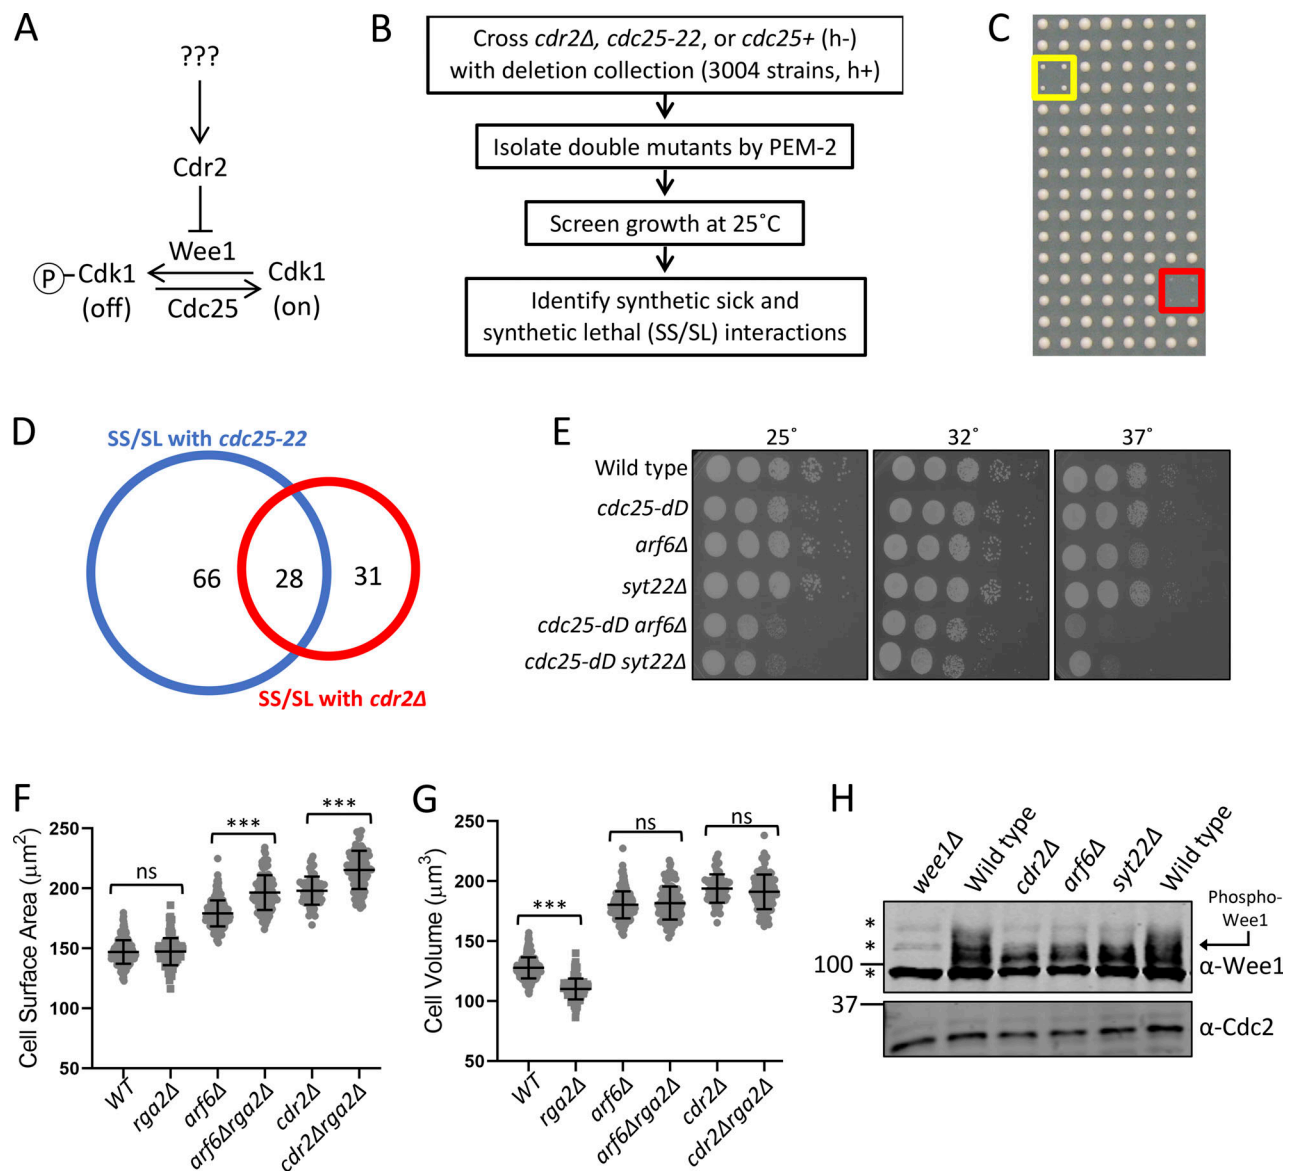 A
???
Cdr2
Wee1
P
Cdk1
Cdk1
(off)
Cdc25
(on)
B
Cross cdr2Δ, cdc25-22, or cdc25+ (h-)
with deletion collection (3004 strains, h+)
Isolate double mutants by PEM-2
Screen growth at 25˚C
Identify synthetic sick and
synthetic lethal (SS/SL) interactions
C
D
SS/SL with cdc25-22
66
28
31
SS/SL with cdr2Δ
E
25˚
32˚
37˚
Wild type
cdc25-dD
arf6Δ
syt22Δ
cdc25-dD arf6Δ
cdc25-dD syt22Δ
F
Cell Surface Area (μm²)
250
200
150
100
50
ns
***
***
WT
rga2Δ
arf6Δ
arf6Δrga2Δ
cdr2Δ
cdr2Δrga2Δ
G
Cell Volume (μm³)
250
200
150
100
50
***
ns
ns
WT
rga2Δ
arf6Δ
arf6Δrga2Δ
cdr2Δ
cdr2Δrga2Δ
H
wee1Δ
Wild type
cdr2Δ
arf6Δ
syt22Δ
Wild type
Phospho-
Wee1
*
*
*
100
α-Wee1
37
α-Cdc2